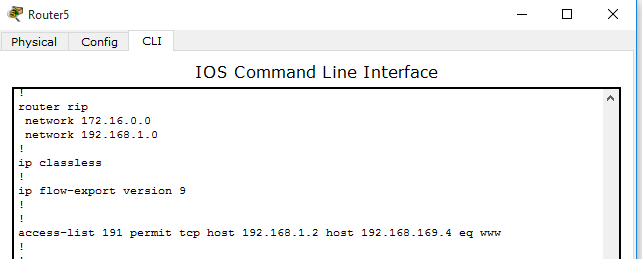 Router5
Physical Config CLI
IOS Command Line Interface
!
router rip
 network 172.16.0.0
 network 192.168.1.0
!
ip classless
!
ip flow-export version 9
!
!
access-list 191 permit tcp host 192.168.1.2 host 192.168.169.4 eq www
!
!